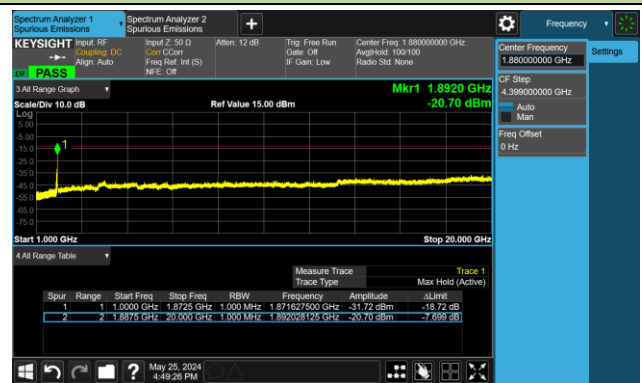 Spectrum Analyzer 1
Spurious Emissions
Spectrum Analyzer 2
Spurious Emissions
Frequency
KEYSIGHT
Input: RF
Coupling: DC
Align: Auto
Input Z: 50 Ω
Corr CCorr
Freq Ref: Int (S)
NFE: Off
Atten: 12 dB
Trig: Free Run
Gate: Off
IF Gain: Low
Center Freq: 1.880000000 GHz
Avg|Hold: 100/100
Radio Std: None
PASS
Center Frequency
1.880000000 GHz
Settings
CF Step
4.399000000 GHz
Auto
Man
Freq Offset
0 Hz
3 All Range Graph
Mkr1 1.8920 GHz
Scale/Div 10.0 dB
Ref Value 15.00 dBm
-20.70 dBm
Log
5.00
-5.00
-15.0
1
-25.0
-35.0
-45.0
-55.0
-65.0
-75.0
Start 1.000 GHz
Stop 20.000 GHz
4 All Range Table
Measure Trace Trace 1
Trace Type Max Hold (Active)
Spur Range Start Freq Stop Freq RBW Frequency Amplitude ΔLimit
1 1 1.0000 GHz 1.8725 GHz 1.000 MHz 1.871627500 GHz -31.72 dBm -18.72 dB
2 2 1.8875 GHz 20.000 GHz 1.000 MHz 1.892028125 GHz -20.70 dBm -7.699 dB
May 25, 2024
4:49:26 PM